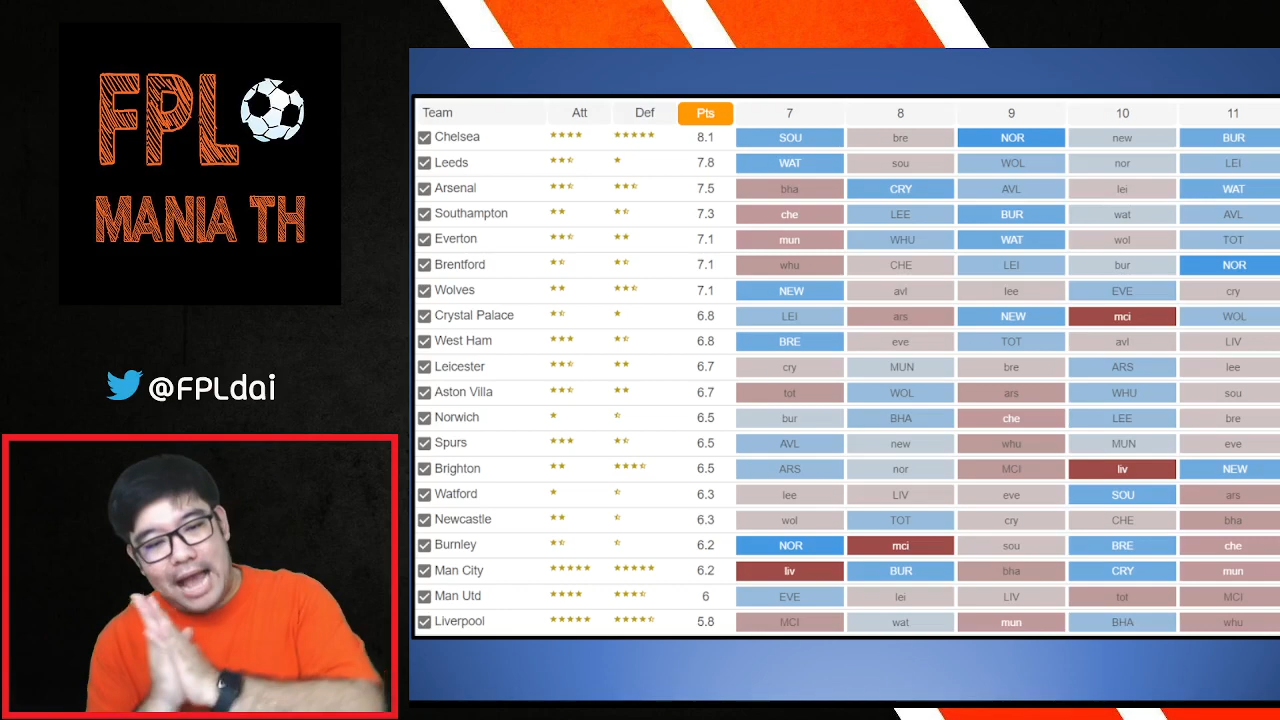 FPL
MANIA TH
@FPLdai
Team Att Def Pts 7 8 9 10 11
Chelsea 8.1 SOU bre NOR new BUR
Leeds 7.8 WAT sou WOL nor LEI
Arsenal 7.5 bha CRY AVL lei WAT
Southampton 7.3 che LEE BUR wat AVL
Everton 7.1 mun WHU WAT wol TOT
Brentford 7.1 whu CHE LEI bur NOR
Wolves 7.1 NEW avl lee EVE cry
Crystal Palace 6.8 LEI ars NEW mci WOL
West Ham 6.8 BRE eve TOT avl LIV
Leicester 6.7 cry MUN bre ARS lee
Aston Villa 6.7 tot WOL ars WHU sou
Norwich 6.5 bur BHA che LEE bre
Spurs 6.5 AVL new whu MUN eve
Brighton 6.5 ARS nor MCI liv NEW
Watford 6.3 lee LIV eve SOU ars
Newcastle 6.3 wol TOT cry CHE bha
Burnley 6.2 NOR mci sou BRE che
Man City 6.2 liv BUR bha CRY mun
Man Utd 6 EVE lei LIV tot MCI
Liverpool 5.8 MCI wat mun BHA whu